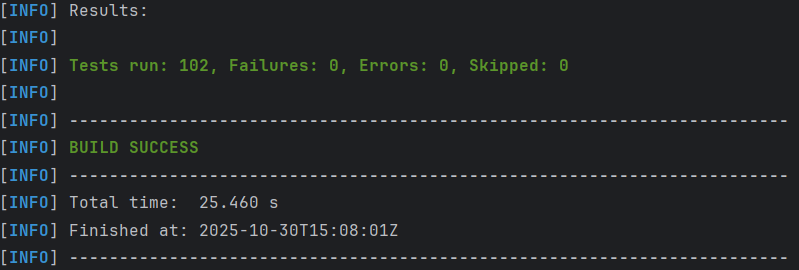 [INFO] Results:
[INFO]
[INFO] Tests run: 102, Failures: 0, Errors: 0, Skipped: 0
[INFO]
[INFO] ------------------------------------------------------------------------
[INFO] BUILD SUCCESS
[INFO] ------------------------------------------------------------------------
[INFO] Total time:  25.460 s
[INFO] Finished at: 2025-10-30T15:08:01Z
[INFO] ------------------------------------------------------------------------